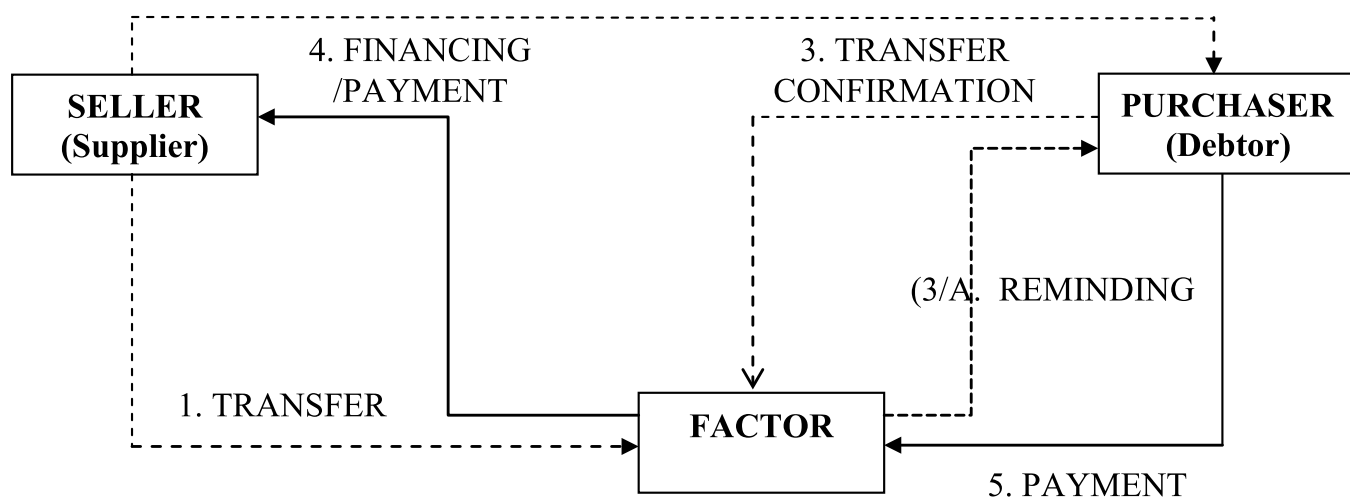 4. FINANCING
/PAYMENT
3. TRANSFER
CONFIRMATION
SELLER
(Supplier)
PURCHASER
(Debtor)
(3/A. REMINDING
1. TRANSFER
FACTOR
5. PAYMENT